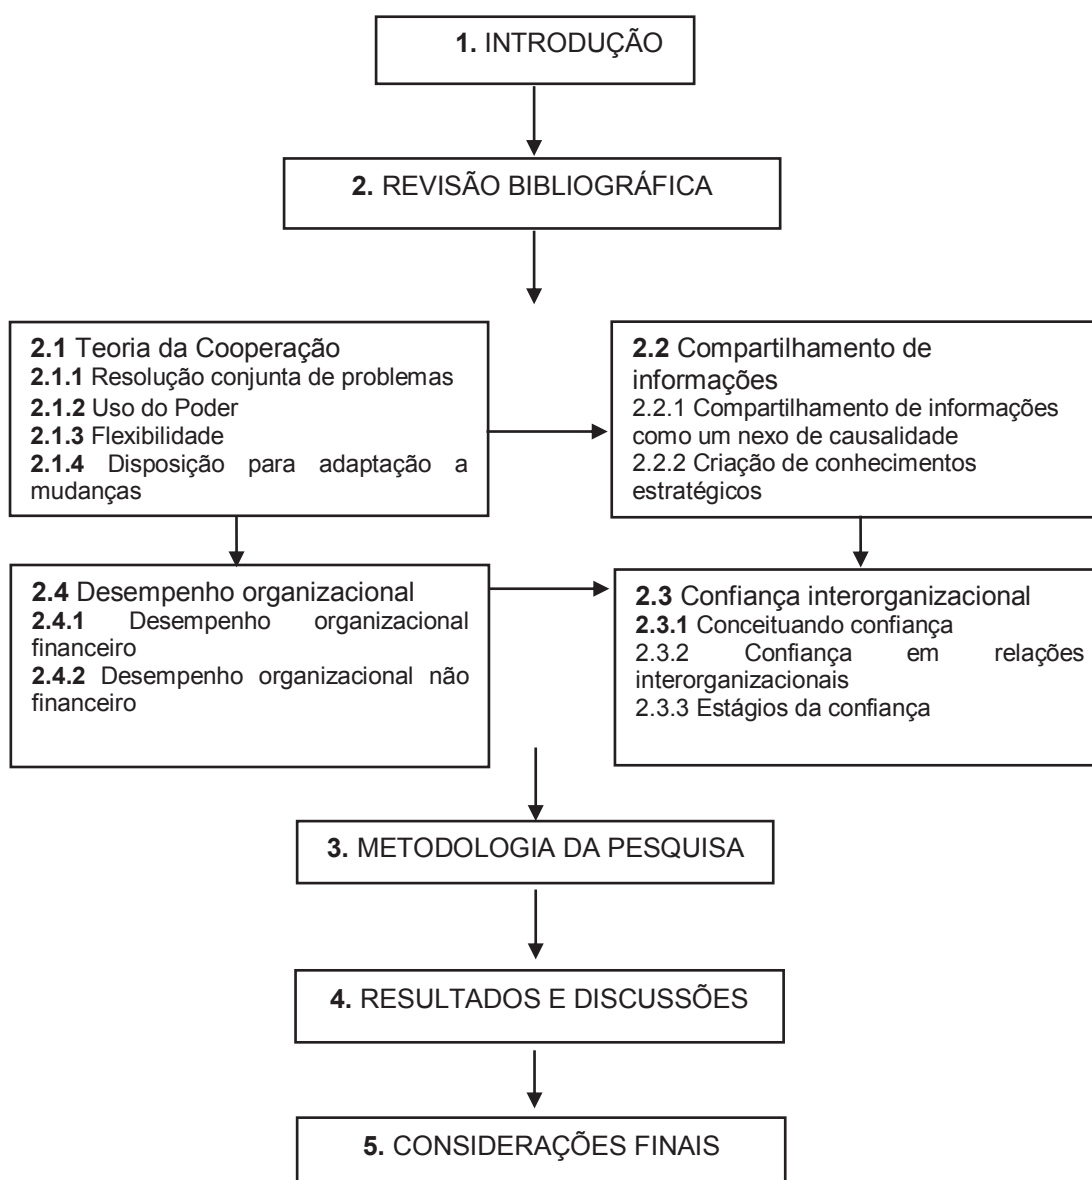 1. INTRODUÇÃO
2. REVISÃO BIBLIOGRÁFICA
2.1 Teoria da Cooperação
2.1.1 Resolução conjunta de problemas
2.1.2 Uso do Poder
2.1.3 Flexibilidade
2.1.4 Disposição para adaptação a
mudanças
2.2 Compartilhamento de
informações
2.2.1 Compartilhamento de informações
como um nexo de causalidade
2.2.2 Criação de conhecimentos
estratégicos
2.4 Desempenho organizacional
2.4.1 Desempenho organizacional
financeiro
2.4.2 Desempenho organizacional não
financeiro
2.3 Confiança interorganizacional
2.3.1 Conceituando confiança
2.3.2 Confiança em relações
interorganizacionais
2.3.3 Estágios da confiança
3. METODOLOGIA DA PESQUISA
4. RESULTADOS E DISCUSSÕES
5. CONSIDERAÇÕES FINAIS